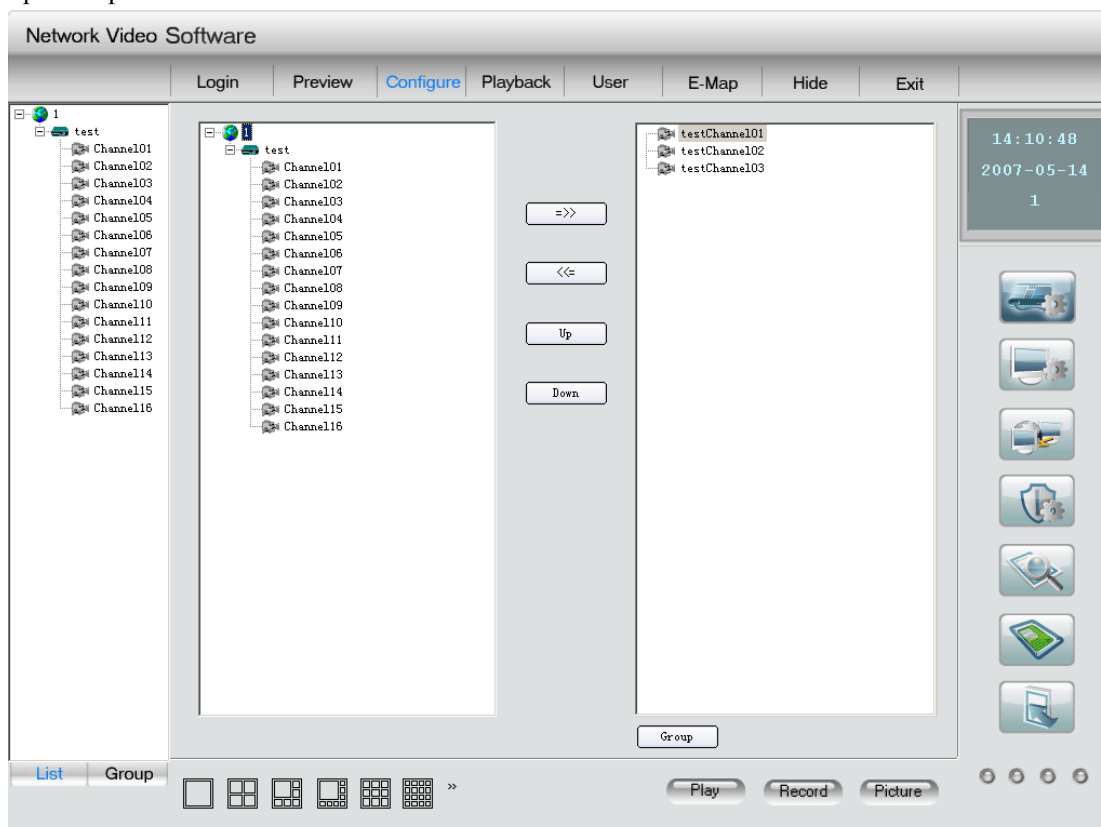 Network Video Software
Login Preview Configure Playback User E-Map Hide Exit
1
test
Channel01
Channel02
Channel03
Channel04
Channel05
Channel06
Channel07
Channel08
Channel09
Channel10
Channel11
Channel12
Channel13
Channel14
Channel15
Channel16
List Group
1
test
Channel01
Channel02
Channel03
Channel04
Channel05
Channel06
Channel07
Channel08
Channel09
Channel10
Channel11
Channel12
Channel13
Channel14
Channel15
Channel16
=>>
<<=
Up
Down
testChannel01
testChannel02
testChannel03
Group
14:10:48
2007-05-14
1
»
Play Record Picture